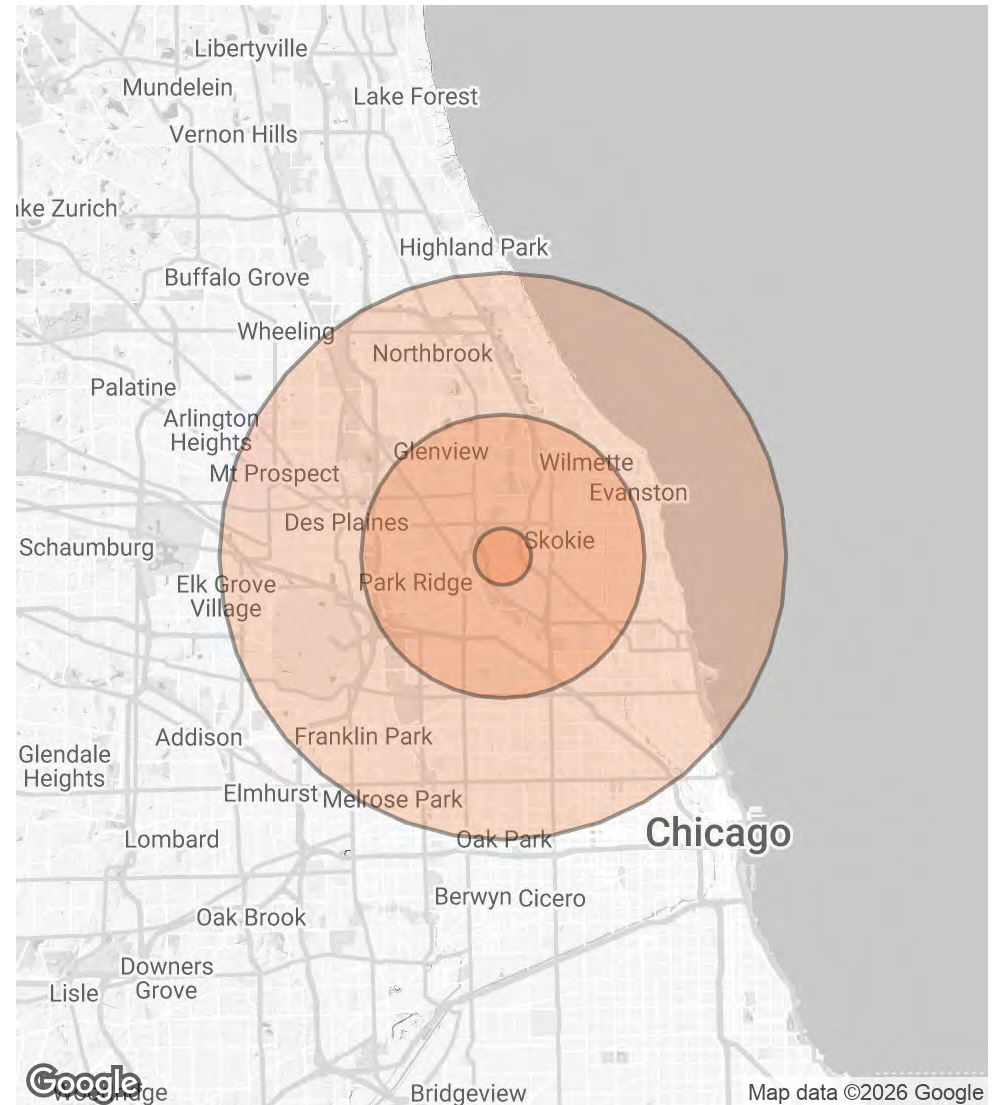 Libertyville
Mundelein
Lake Forest
Vernon Hills
ke Zurich
Highland Park
Buffalo Grove
Wheeling
Northbrook
Palatine
Arlington
Heights
Glenview
Wilmette
Mt Prospect
Evanston
Des Plaines
Skokie
Schaumburg
Elk Grove
Village
Park Ridge
Addison
Franklin Park
Glendale
Heights
Elmhurst
Melrose Park
Chicago
Lombard
Oak Park
Berwyn
Cicero
Oak Brook
Downers
Grove
Lisle
Google
Bridgeview
Map data ©2026 Google